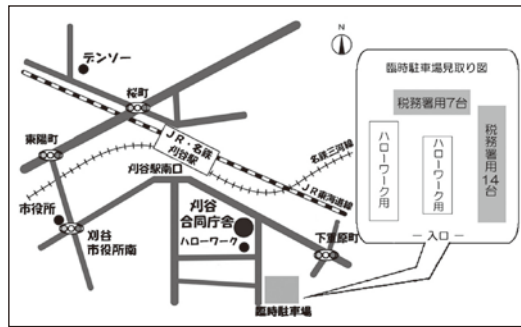 N
デンソー
桜町
JR・名鉄
刈谷駅
東陽町
刈谷駅南口
名鉄三河線
JR東海道線
市役所
刈谷
市役所南
刈谷
合同庁舎
ハローワーク
下重原町
臨時駐車場
臨時駐車場見取り図
税務署用7台
ハローワーク用
ハローワーク用
税務署用14台
― 入口 ―